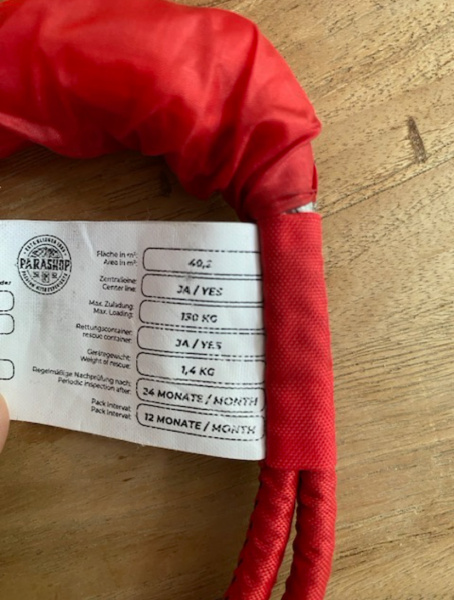 PARASHOP
Fläche in m²:
Area in m²:
40,2
Zentralleine:
Center line:
JA / YES
Max. Zuladung:
Max. Loading:
130 KG
Rettungscontainer:
rescue container:
JA / YES
Gerätegewicht:
Weight of rescue:
1,4 KG
Regelmäßige Nachprüfung nach:
Periodic inspection after:
24 MONATE / MONTH
Pack Interval:
Pack Interval:
12 MONATE / MONTH